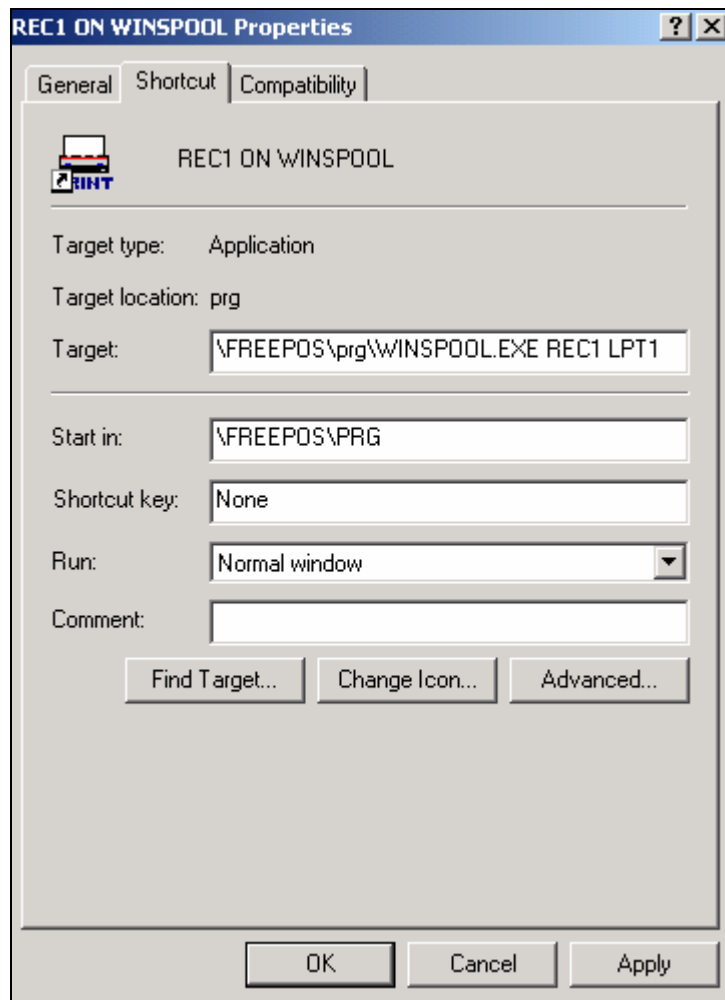 REC1 ON WINSPOOL Properties
General Shortcut Compatibility
PRINT
REC1 ON WINSPOOL
Target type: Application
Target location: prg
Target: \FREEPOS\prg\WINSPOOL.EXE REC1 LPT1
Start in: \FREEPOS\PRG
Shortcut key: None
Run: Normal window
Comment:
Find Target... Change Icon... Advanced...
OK Cancel Apply